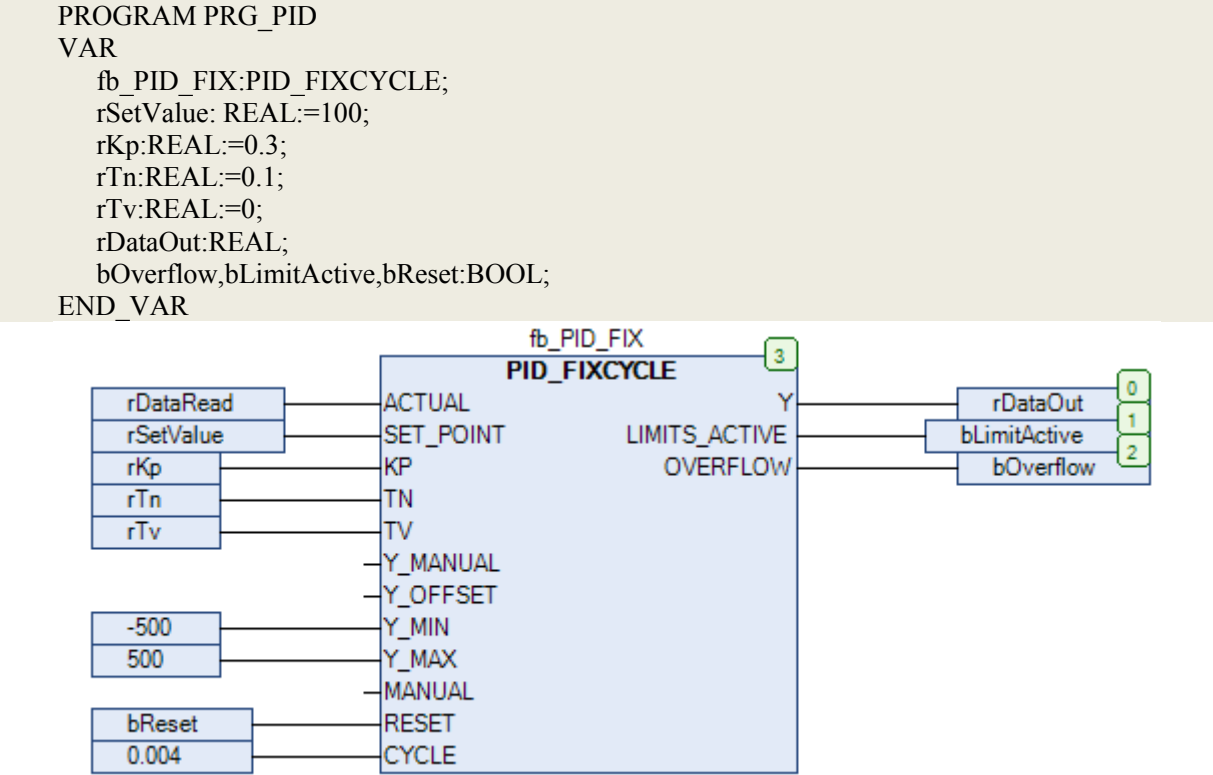 PROGRAM PRG_PID
VAR
fb_PID_FIX:PID_FIXCYCLE;
rSetValue: REAL:=100;
rKp:REAL:=0.3;
rTn:REAL:=0.1;
rTv:REAL:=0;
rDataOut:REAL;
bOverflow,bLimitActive,bReset:BOOL;
END_VAR
fb_PID_FIX
PID_FIXCYCLE 3
rDataRead ACTUAL Y rDataOut 0
rSetValue SET_POINT LIMITS_ACTIVE bLimitActive 1
rKp KP OVERFLOW bOverflow 2
rTn TN
rTv TV
Y_MANUAL
Y_OFFSET
-500 Y_MIN
500 Y_MAX
MANUAL
bReset RESET
0.004 CYCLE